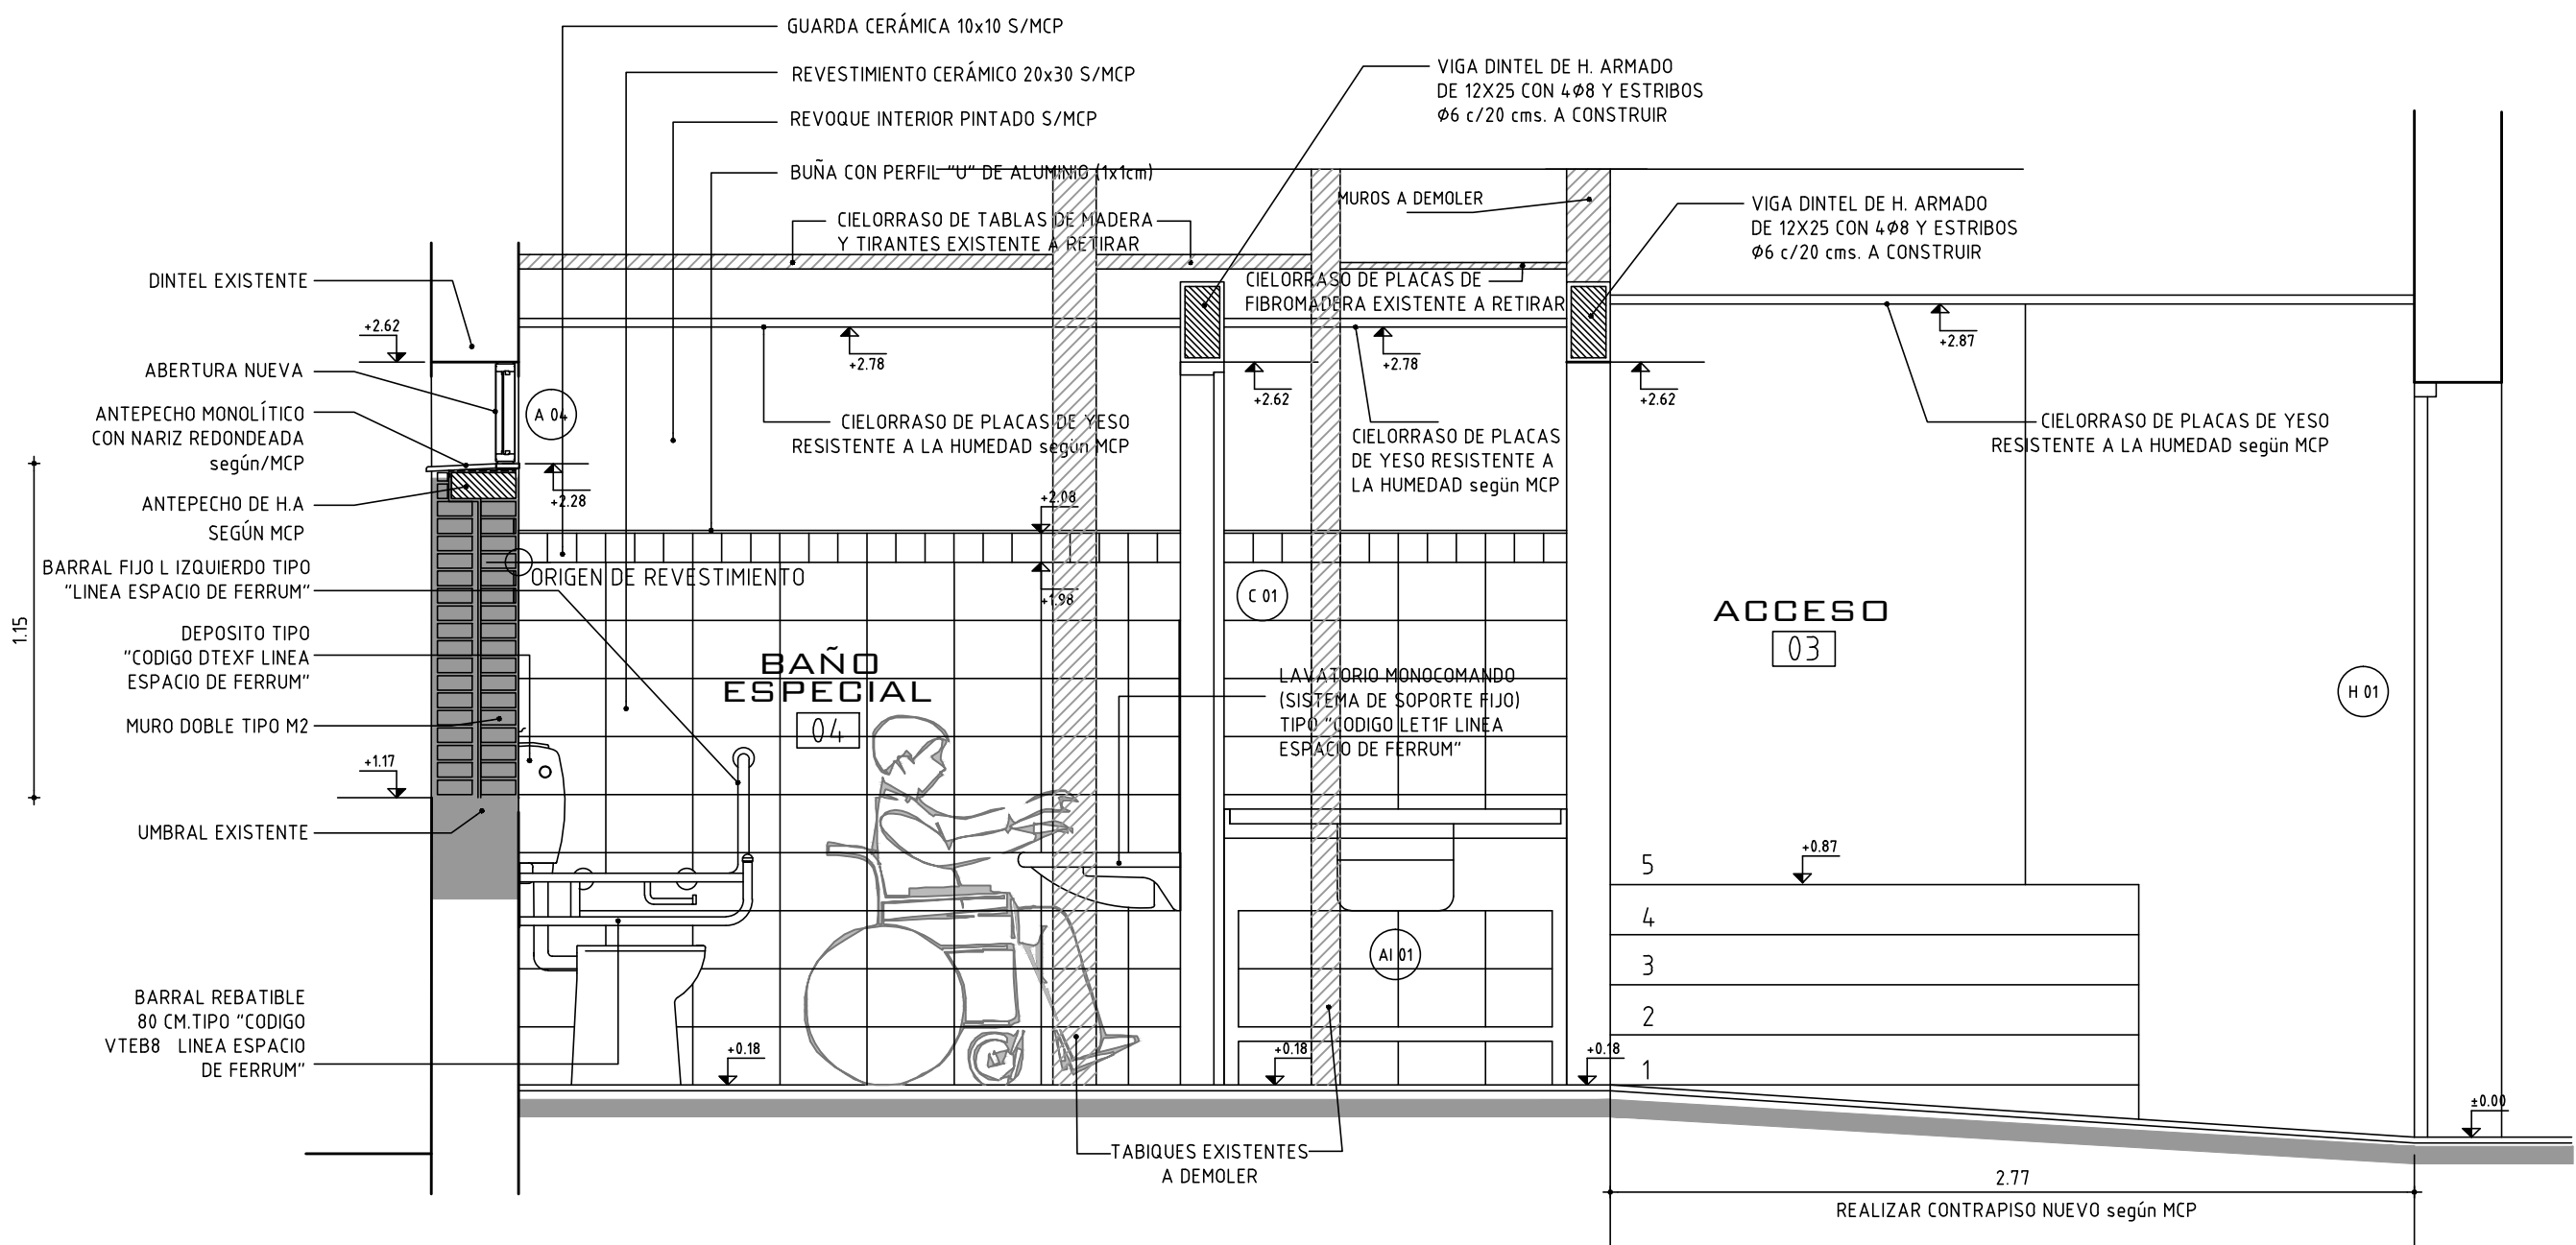 GUARDA CERÁMICA 10x10 S/MCP
REVESTIMIENTO CERÁMICO 20x30 S/MCP
REVOQUE INTERIOR PINTADO S/MCP
BUÑA CON PERFIL "U" DE ALUMINIO (1x1cm)
CIELORRASO DE TABLAS DE MADERA
Y TIRANTES EXISTENTE A RETIRAR
VIGA DINTEL DE H. ARMADO
DE 12X25 CON 4Ø8 Y ESTRIBOS
Ø6 c/20 cms. A CONSTRUIR
MUROS A DEMOLER
VIGA DINTEL DE H. ARMADO
DE 12X25 CON 4Ø8 Y ESTRIBOS
Ø6 c/20 cms. A CONSTRUIR
CIELORRASO DE PLACAS DE
FIBROMADERA EXISTENTE A RETIRAR
DINTEL EXISTENTE
+2.62
ABERTURA NUEVA
ANTEPECHO MONOLÍTICO
CON NARIZ REDONDEADA
según/MCP
ANTEPECHO DE H.A
SEGÚN MCP
BARRAL FIJO L IZQUIERDO TIPO
"LINEA ESPACIO DE FERRUM"
DEPOSITO TIPO
"CODIGO DTEXF LINEA
ESPACIO DE FERRUM"
MURO DOBLE TIPO M2
+1.17
UMBRAL EXISTENTE
BARRAL REBATIBLE
80 CM.TIPO "CODIGO
VTEB8 LINEA ESPACIO
DE FERRUM"
1.15
A 04
+2.28
+2.78
CIELORRASO DE PLACAS DE YESO
RESISTENTE A LA HUMEDAD según MCP
+2.08
ORIGEN DE REVESTIMIENTO
+1.98
BAÑO
ESPECIAL
04
+2.62
+2.78
CIELORRASO DE PLACAS
DE YESO RESISTENTE A
LA HUMEDAD segün MCP
C 01
LAVATORIO MONOCOMANDO
(SISTEMA DE SOPORTE FIJO)
TIPO "CODIGO LET1F LINEA
ESPACIO DE FERRUM"
AI 01
+2.62
+2.87
CIELORRASO DE PLACAS DE YESO
RESISTENTE A LA HUMEDAD segün MCP
ACCESO
03
H 01
+0.87
5
4
3
2
1
+0.18
+0.18
+0.18
±0.00
TABIQUES EXISTENTES
A DEMOLER
2.77
REALIZAR CONTRAPISO NUEVO según MCP